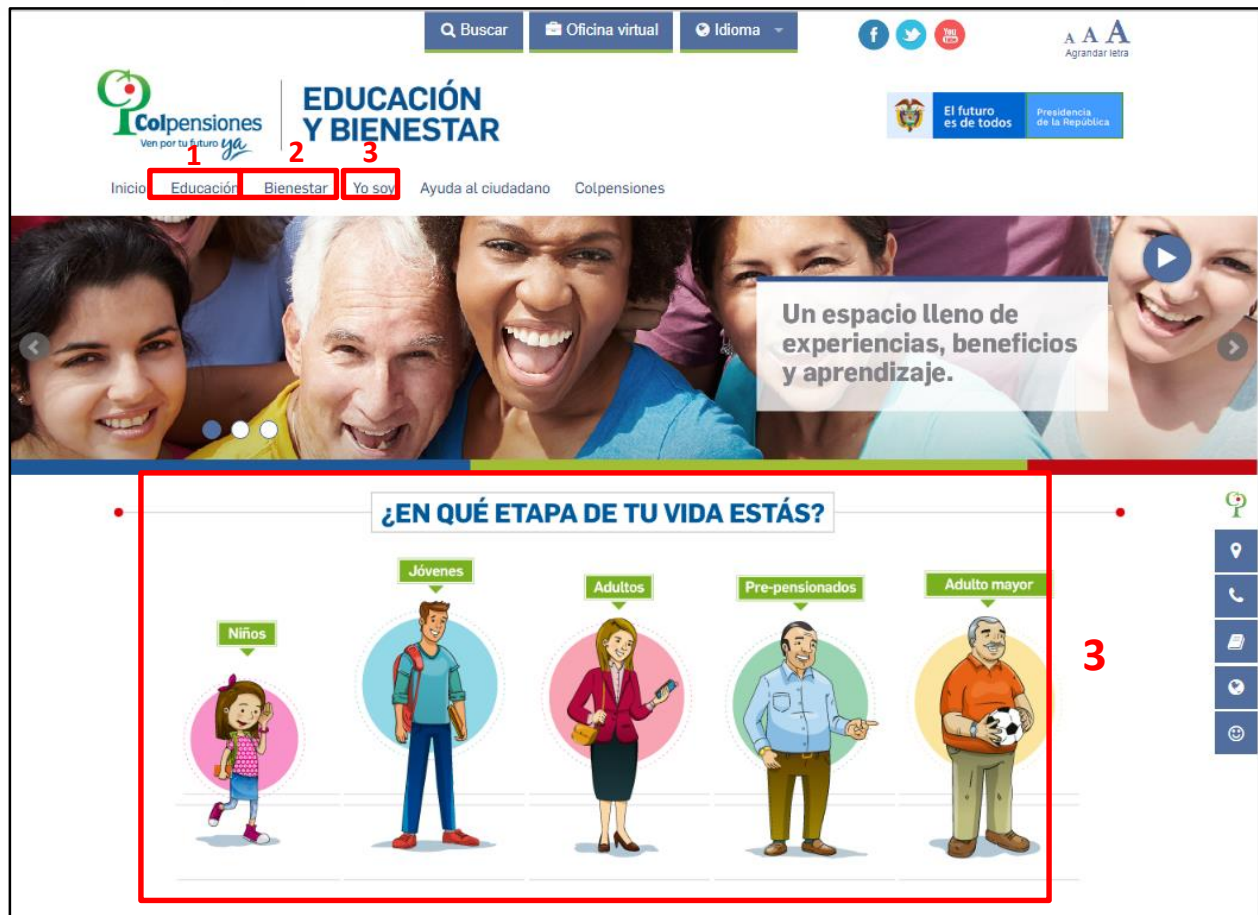 Buscar
Oficina virtual
Idioma
f
You
Tube
A A A
Agrandar letra
Colpensiones
Ven por tu futuro ya
EDUCACIÓN
Y BIENESTAR
El futuro
es de todos
Presidencia
de la República
1
2
3
Inicio
Educación
Bienestar
Yo soy
Ayuda al ciudadano
Colpensiones
Un espacio lleno de
experiencias, beneficios
y aprendizaje.
¿EN QUÉ ETAPA DE TU VIDA ESTÁS?
Niños
Jóvenes
Adultos
Pre-pensionados
Adulto mayor
3